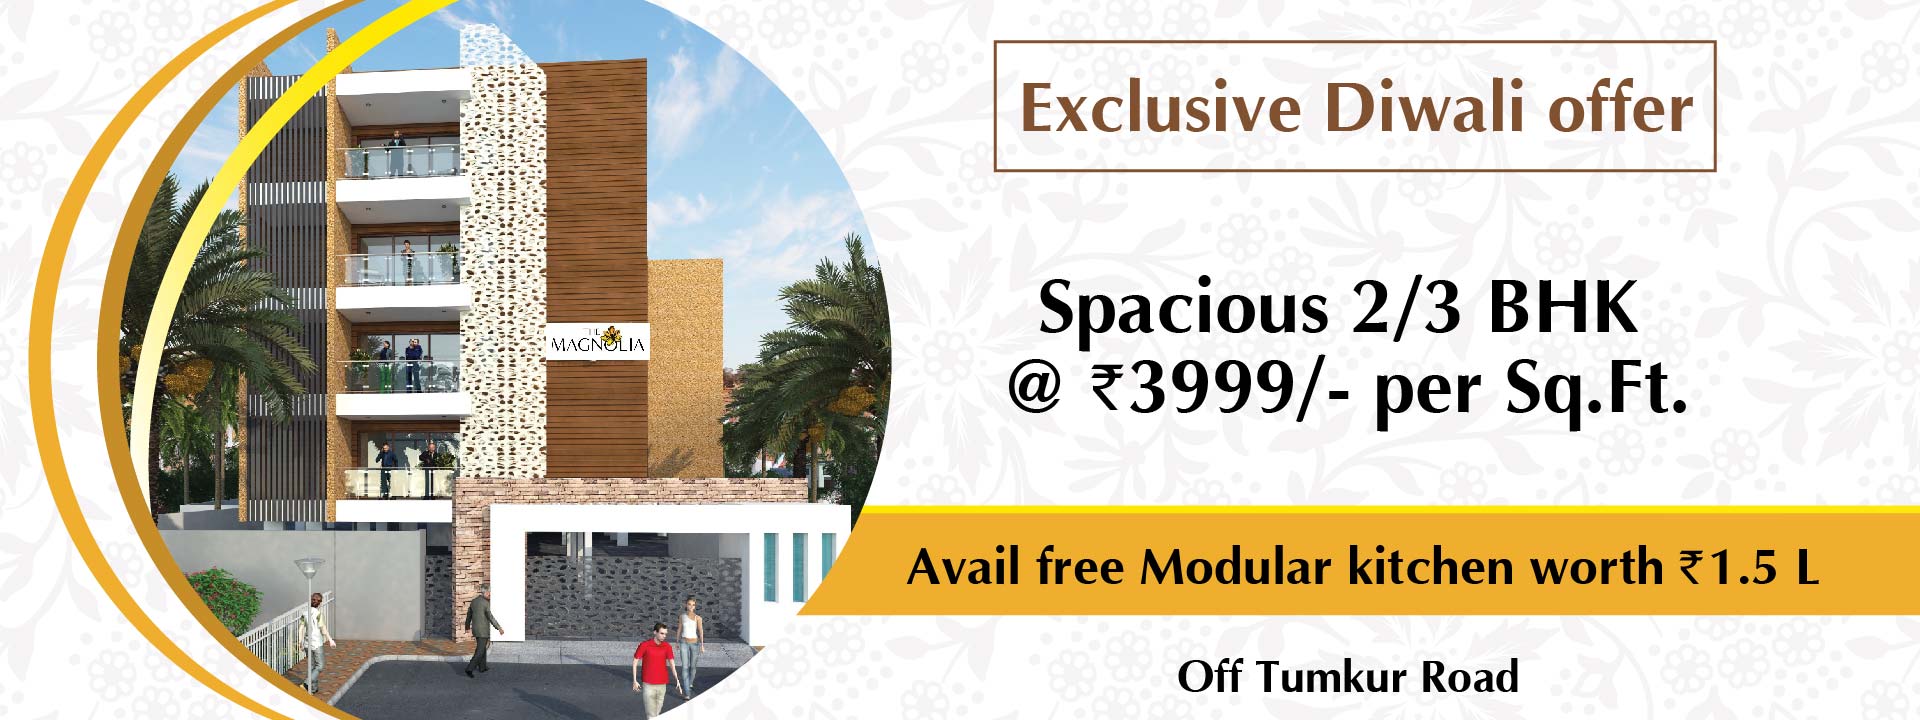 THE
MAGNOLIA
Exclusive Diwali offer
Spacious 2/3 BHK
@ ₹3999/- per Sq.Ft.
Avail free Modular kitchen worth ₹1.5 L
Off Tumkur Road